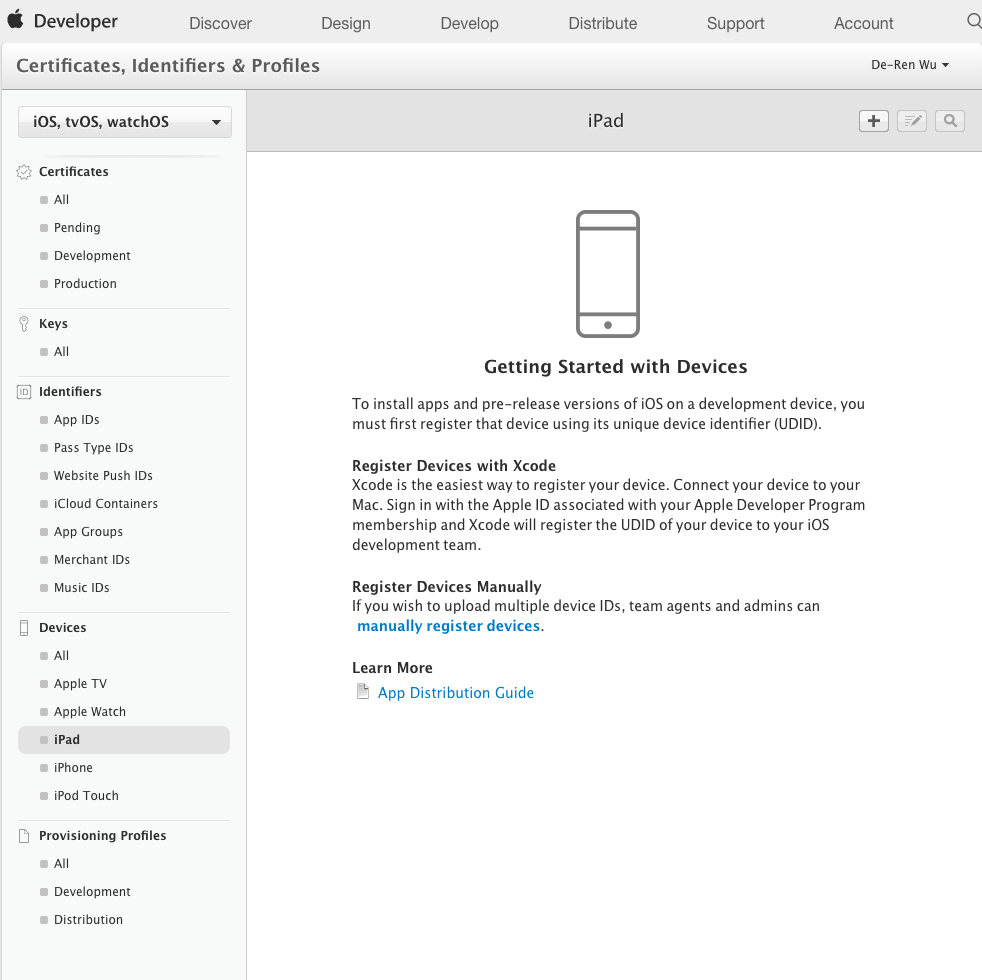 Developer Discover Design Develop Distribute Support Account
Certificates, Identifiers & Profiles
De-Ren Wu
iOS, tvOS, watchOS
Certificates
All
Pending
Development
Production
Keys
All
ID Identifiers
App IDs
Pass Type IDs
Website Push IDs
iCloud Containers
App Groups
Merchant IDs
Music IDs
Devices
All
Apple TV
Apple Watch
iPad
iPhone
iPod Touch
Provisioning Profiles
All
Development
Distribution
iPad
Getting Started with Devices
To install apps and pre-release versions of iOS on a development device, you
must first register that device using its unique device identifier (UDID).
Register Devices with Xcode
Xcode is the easiest way to register your device. Connect your device to your
Mac. Sign in with the Apple ID associated with your Apple Developer Program
membership and Xcode will register the UDID of your device to your iOS
development team.
Register Devices Manually
If you wish to upload multiple device IDs, team agents and admins can
manually register devices.
Learn More
App Distribution Guide